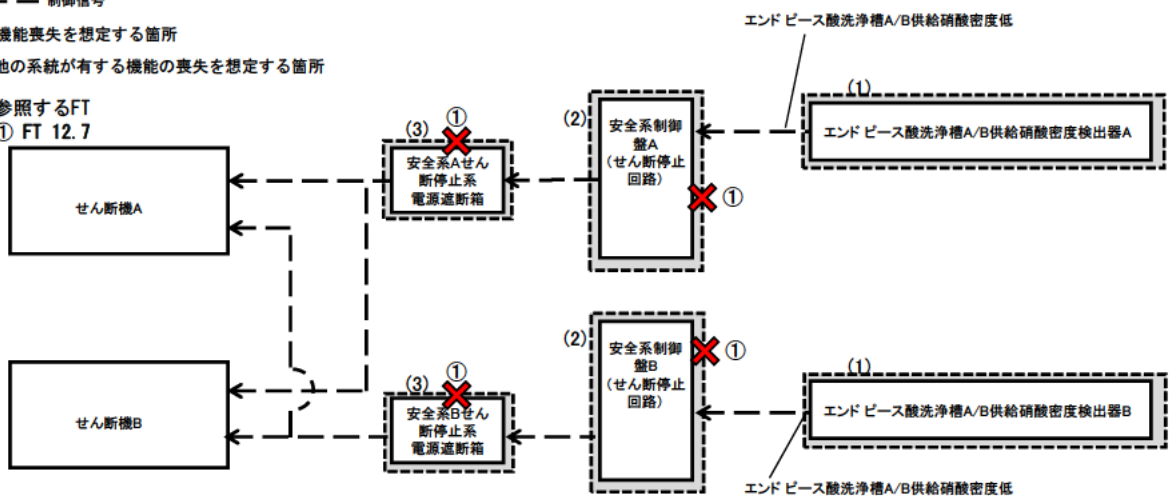 制御信号
機能喪失を想定する箇所
他の系統が有する機能の喪失を想定する箇所
参照するFT
① FT 12.7
エンド ピース酸洗浄槽A/B供給硝酸密度低
(1)
エンド ピース酸洗浄槽A/B供給硝酸密度検出器A
(2)
安全系制御
盤A
(せん断停止
回路)
①
(3)
①
安全系Aせん
断停止系
電源遮断箱
せん断機A
せん断機B
(3)
①
安全系Bせん
断停止系
電源遮断箱
(2)
安全系制御
盤B
(せん断停止
回路)
①
(1)
エンド ピース酸洗浄槽A/B供給硝酸密度検出器B
エンド ピース酸洗浄槽A/B供給硝酸密度低